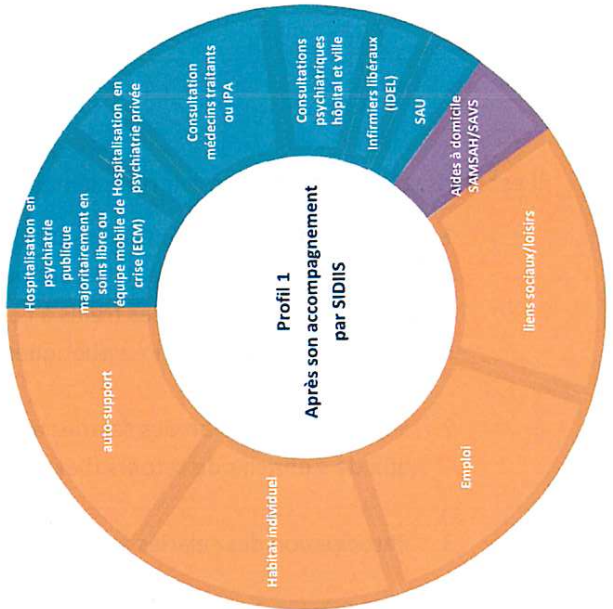 Hospitalisation en
psychiatrie
publique
majoritairement en
soins libre ou
équipe mobile de
crise (ECM)
Hospitalisation en
psychiatrie privée
Consultation
médecins traitants
ou IPA
Consultations
psychiatriques
hôpital et ville
Infirmiers libéraux
(IDEL)
SAU
Aides à domicile
SAMSAH/SAVS
liens sociaux/loisirs
Emploi
Habitat individuel
auto-support
Profil 1
Après son accompagnement
par SIDIIS